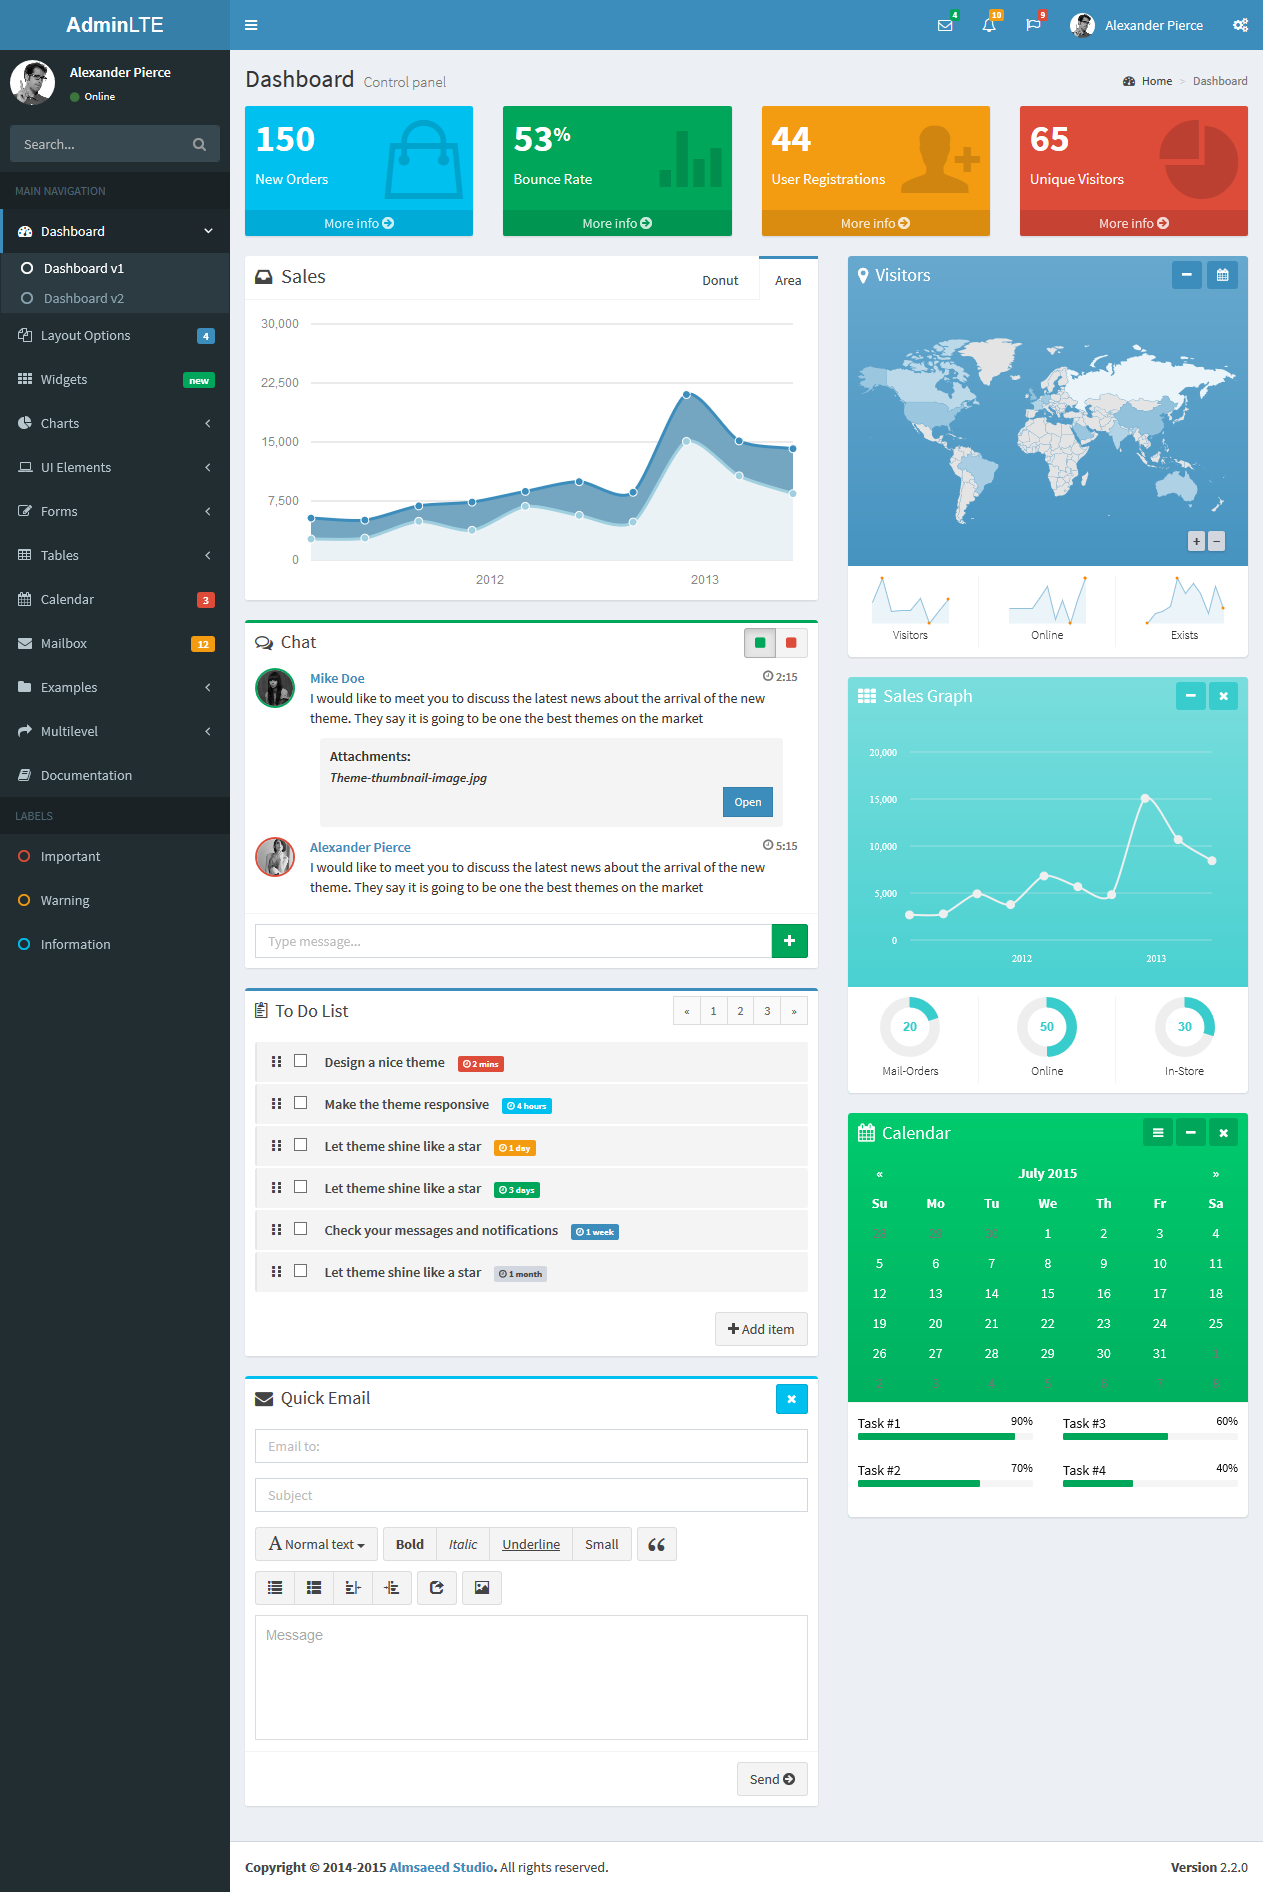 AdminLTE
4
10
9
Alexander Pierce
Alexander Pierce
Online
Search...
MAIN NAVIGATION
Dashboard
Dashboard v1
Dashboard v2
Layout Options 4
Widgets new
Charts
UI Elements
Forms
Tables
Calendar 3
Mailbox 12
Examples
Multilevel
Documentation
LABELS
Important
Warning
Information
Dashboard Control panel
Home > Dashboard
150
New Orders
More info
53%
Bounce Rate
More info
44
User Registrations
More info
65
Unique Visitors
More info
Sales
Donut
Area
30,000
22,500
15,000
7,500
0
2012
2013
Chat
Mike Doe
2:15
I would like to meet you to discuss the latest news about the arrival of the new
theme. They say it is going to be one the best themes on the market
Attachments:
Theme-thumbnail-image.jpg
Open
Alexander Pierce
5:15
I would like to meet you to discuss the latest news about the arrival of the new
theme. They say it is going to be one the best themes on the market
Type message...
To Do List
« 1 2 3 »
Design a nice theme 2 mins
Make the theme responsive 4 hours
Let theme shine like a star 1 day
Let theme shine like a star 3 days
Check your messages and notifications 1 week
Let theme shine like a star 1 month
Add item
Quick Email
Email to:
Subject
A Normal text Bold Italic Underline Small
Message
Send
Visitors
+ −
Visitors
Online
Exists
Sales Graph
20,000
15,000
10,000
5,000
0
2012
2013
20
Mail-Orders
50
Online
30
In-Store
Calendar
« July 2015 »
Su Mo Tu We Th Fr Sa
28 29 30 1 2 3 4
5 6 7 8 9 10 11
12 13 14 15 16 17 18
19 20 21 22 23 24 25
26 27 28 29 30 31 1
2 3 4 5 6 7 8
Task #1 90%
Task #3 60%
Task #2 70%
Task #4 40%
Copyright © 2014-2015 Almsaeed Studio. All rights reserved.
Version 2.2.0